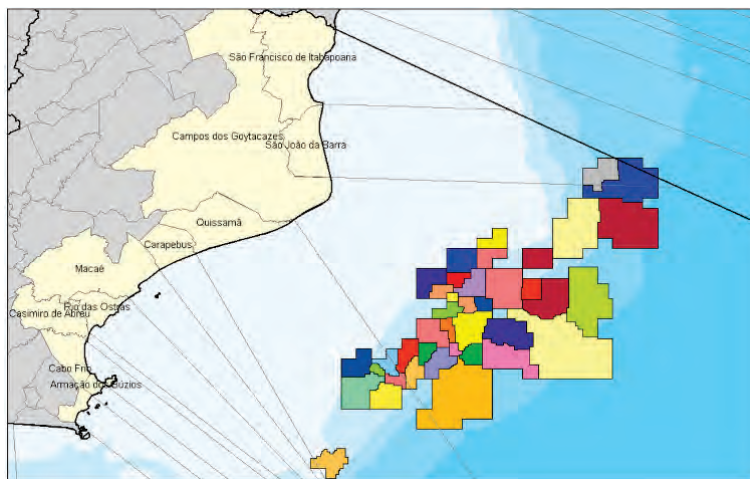 São Francisco de Itabapoana
Campos dos Goytacazes
São João da Barra
Quissamã
Carapebus
Macaé
Rio das Ostras
Casimiro de Abreu
Cabo Frio
Armação dos Búzios